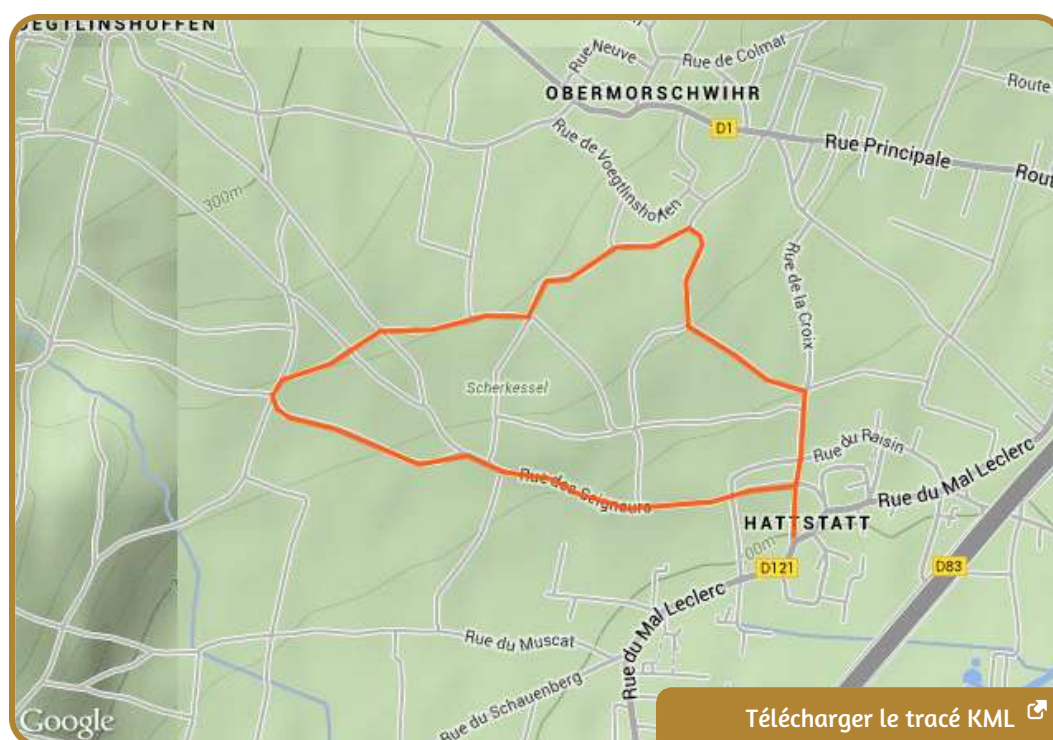 OEGTLINSHOFFEN
Rue Neuve
Rue de Colmar
Route
OBERMORSCHWIHR
D1
Rue Principale
Rout
Rue de Voegtlinshoffen
300m
Rue de la Croix
Scherkessel
Rue du Raisin
Rue des Seigneurs
Rue du Mal Leclerc
HATTSTATT
00m
D121
D83
Rue du Mal Leclerc
Rue du Muscat
Rue du Schauenberg
Google
Télécharger le tracé KML